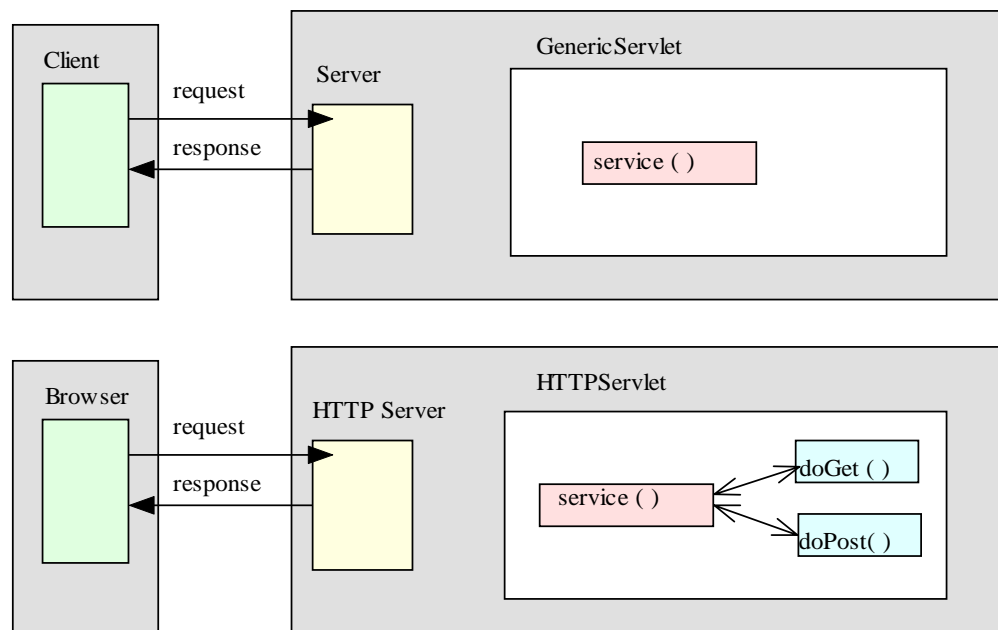 Client
request
response
Server
GenericServlet
service ( )
Browser
request
response
HTTP Server
HTTPServlet
service ( )
doGet ( )
doPost( )